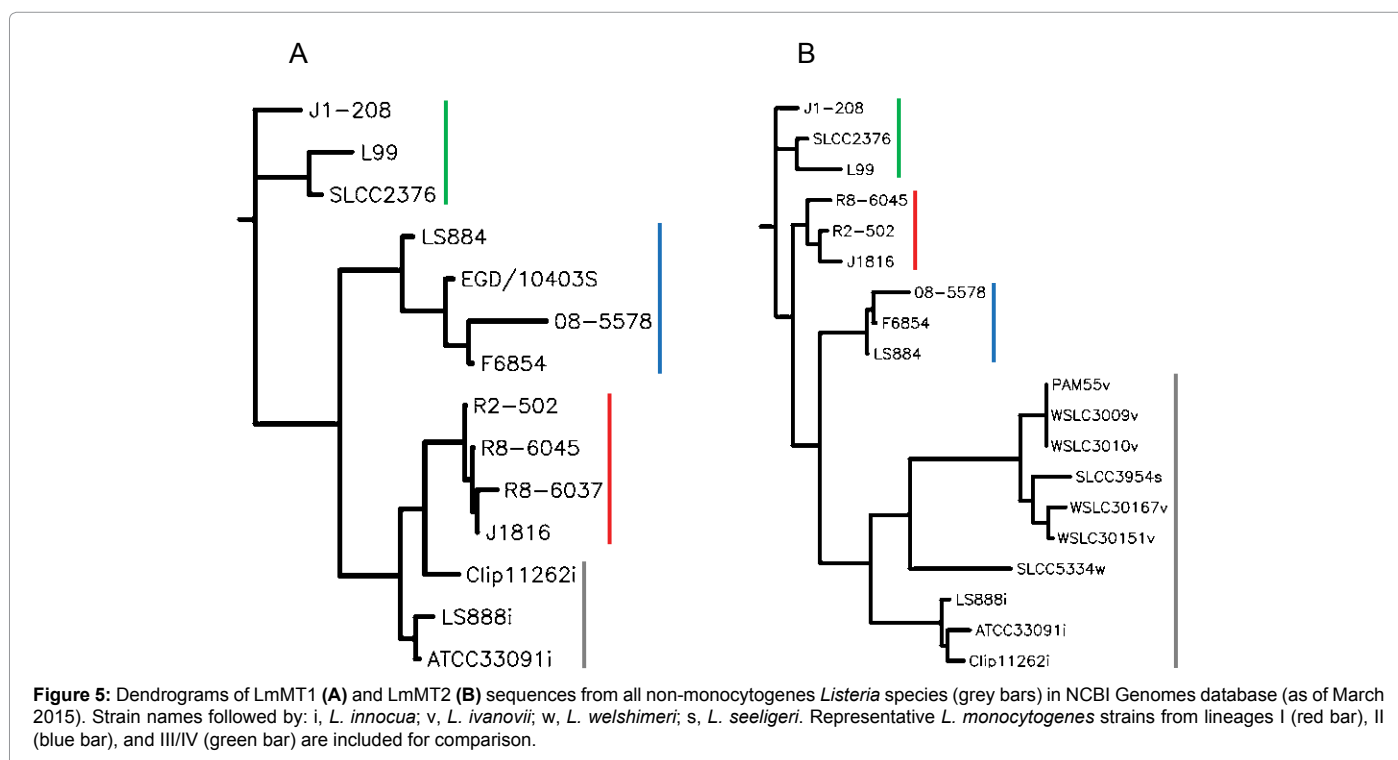 A
J1-208
L99
SLCC2376
LS884
EGD/10403S
08-5578
F6854
R2-502
R8-6045
R8-6037
J1816
Clip11262i
LS888i
ATCC33091i
B
J1-208
SLCC2376
L99
R8-6045
R2-502
J1816
08-5578
F6854
LS884
PAM55v
WSLC3009v
WSLC3010v
SLCC3954s
WSLC30167v
WSLC30151v
SLCC5334w
LS888i
ATCC33091i
Clip11262i
Figure 5: Dendrograms of LmMT1 (A) and LmMT2 (B) sequences from all non-monocytogenes Listeria species (grey bars) in NCBI Genomes database (as of March
2015). Strain names followed by: i, L. innocua; v, L. ivanovii; w, L. welshimeri; s, L. seeligeri. Representative L. monocytogenes strains from lineages I (red bar), II
(blue bar), and III/IV (green bar) are included for comparison.